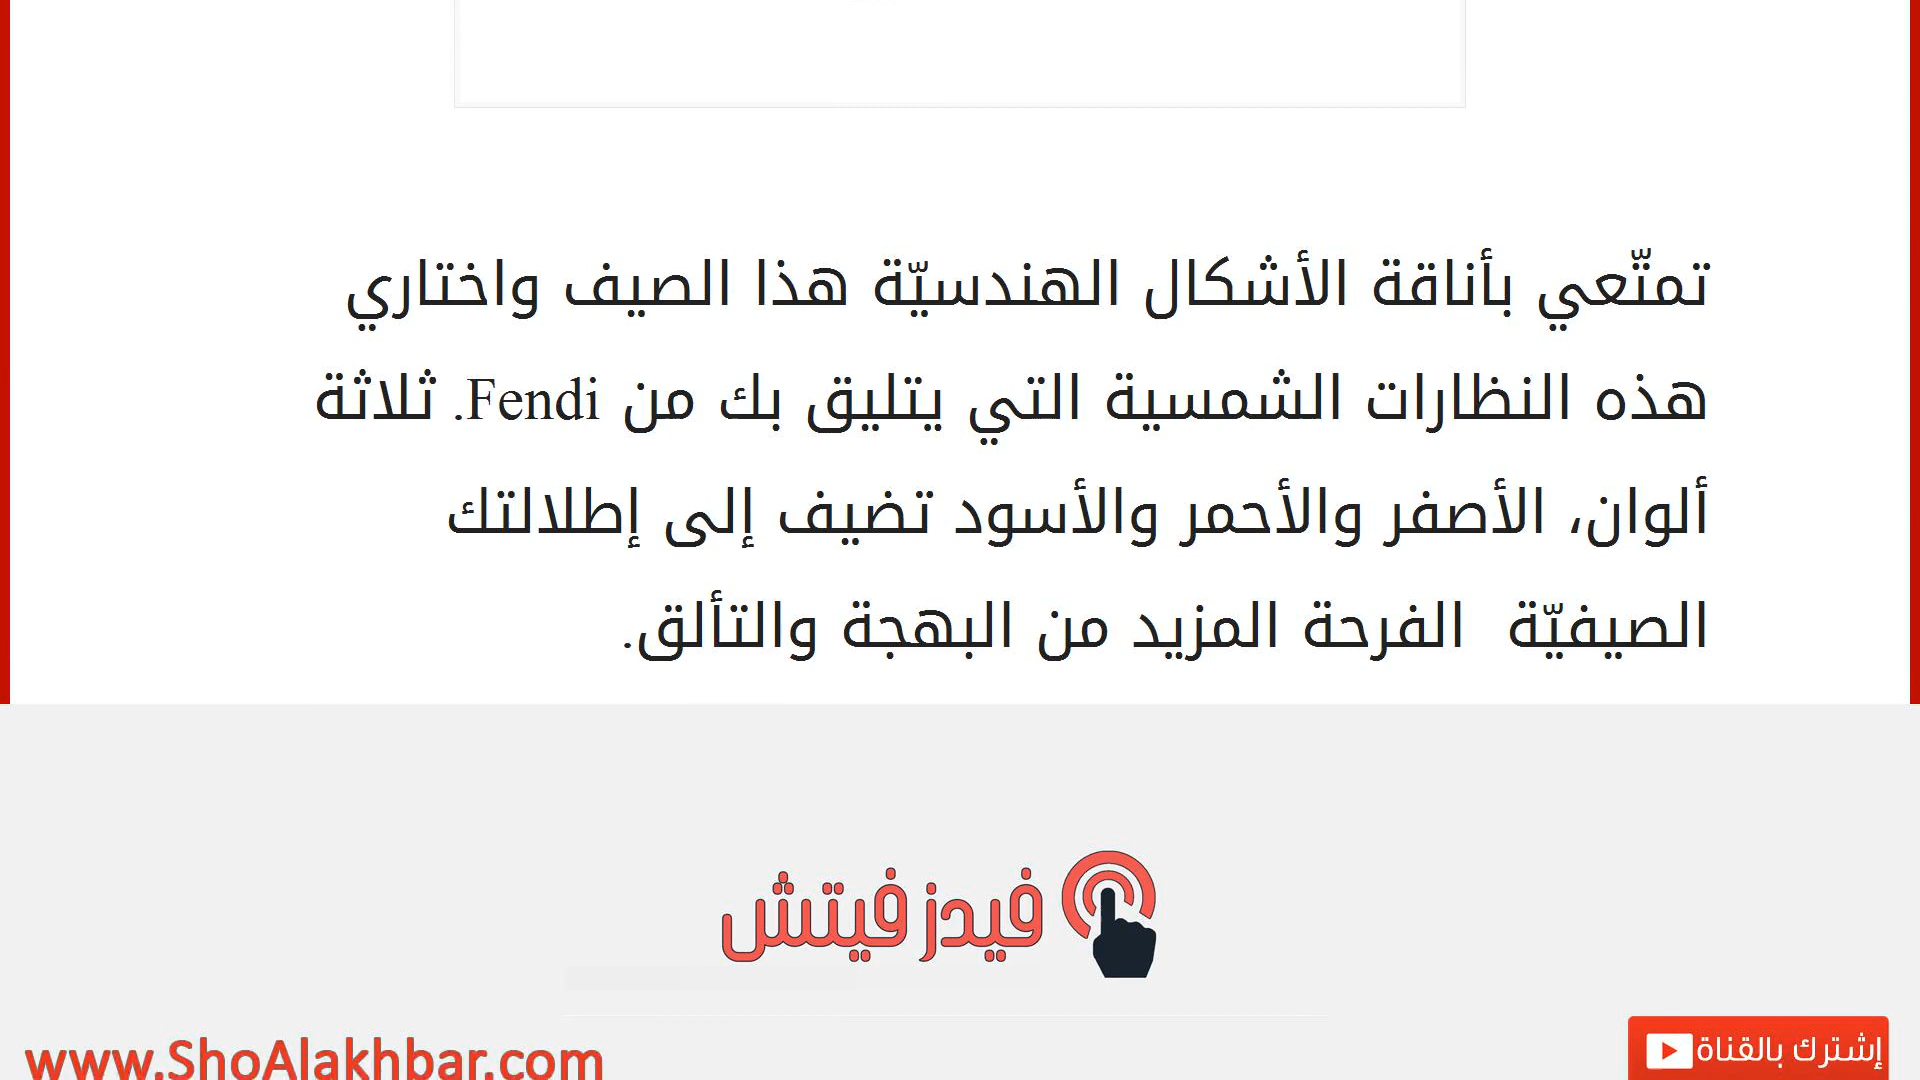 تمتّعي بأناقة الأشكال الهندسيّة هذا الصيف واختاري
هذه النظارات الشمسية التي يتليق بك من Fendi. ثلاثة
ألوان، الأصفر والأحمر والأسود تضيف إلى إطلالتك
الصيفيّة  الفرحة المزيد من البهجة والتألق.
فيدز فيتش
www.ShoAlakhbar.com
إشترك بالقناة